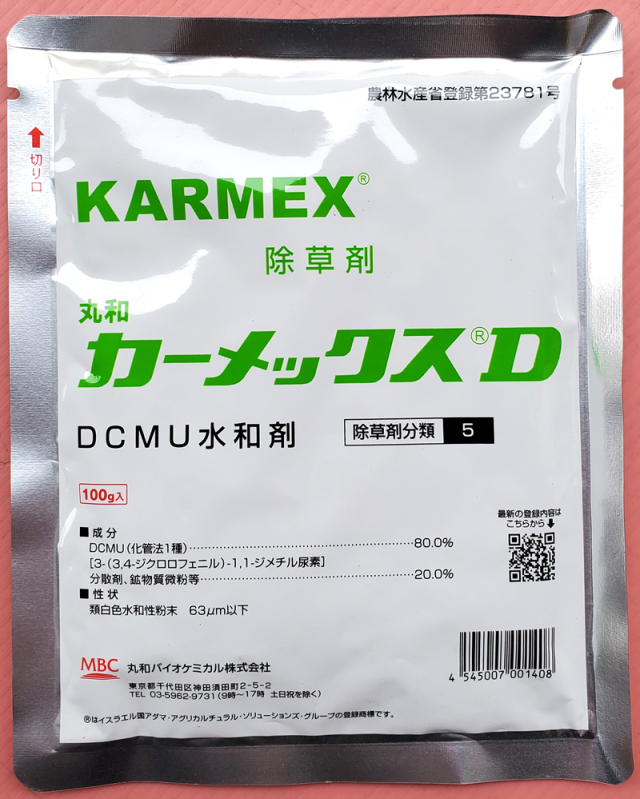 農林水産省登録第23781号
切り口
KARMEX®
除草剤
丸和
カーメックス®D
DCMU水和剤 除草剤分類 5
100g入
最新の登録内容は
こちらから
■成分
DCMU(化管法1種)……………………………80.0%
[3-(3,4-ジクロロフェニル)-1,1-ジメチル尿素]
分散剤、鉱物質微粉等……………………………20.0%
■性状
類白色水和性粉末 63μm以下
MBC 丸和バイオケミカル株式会社
東京都千代田区神田須田町2-5-2
TEL 03-5962-9731(9時〜17時 土日祝を除く)
4 545007 001408
®はイスラエル国アダマ・アグリカルチュラル・ソリューションズ・グループの登録商標です。